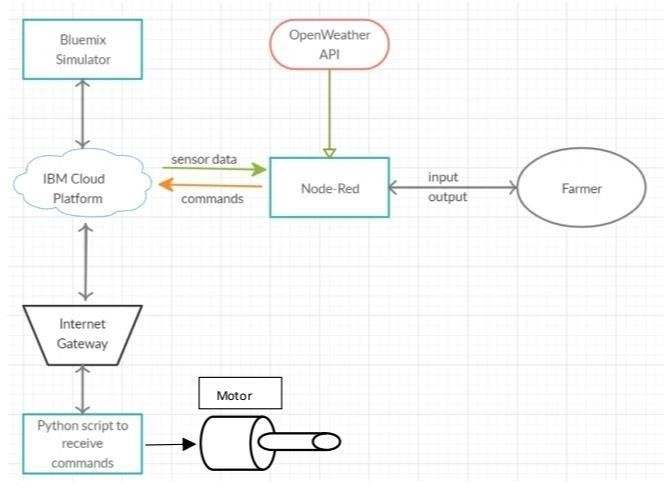 Bluemix
Simulator
OpenWeather
API
IBM Cloud
Platform
sensor data
commands
Node-Red
input
output
Farmer
Internet
Gateway
Python script to
receive
commands
Motor